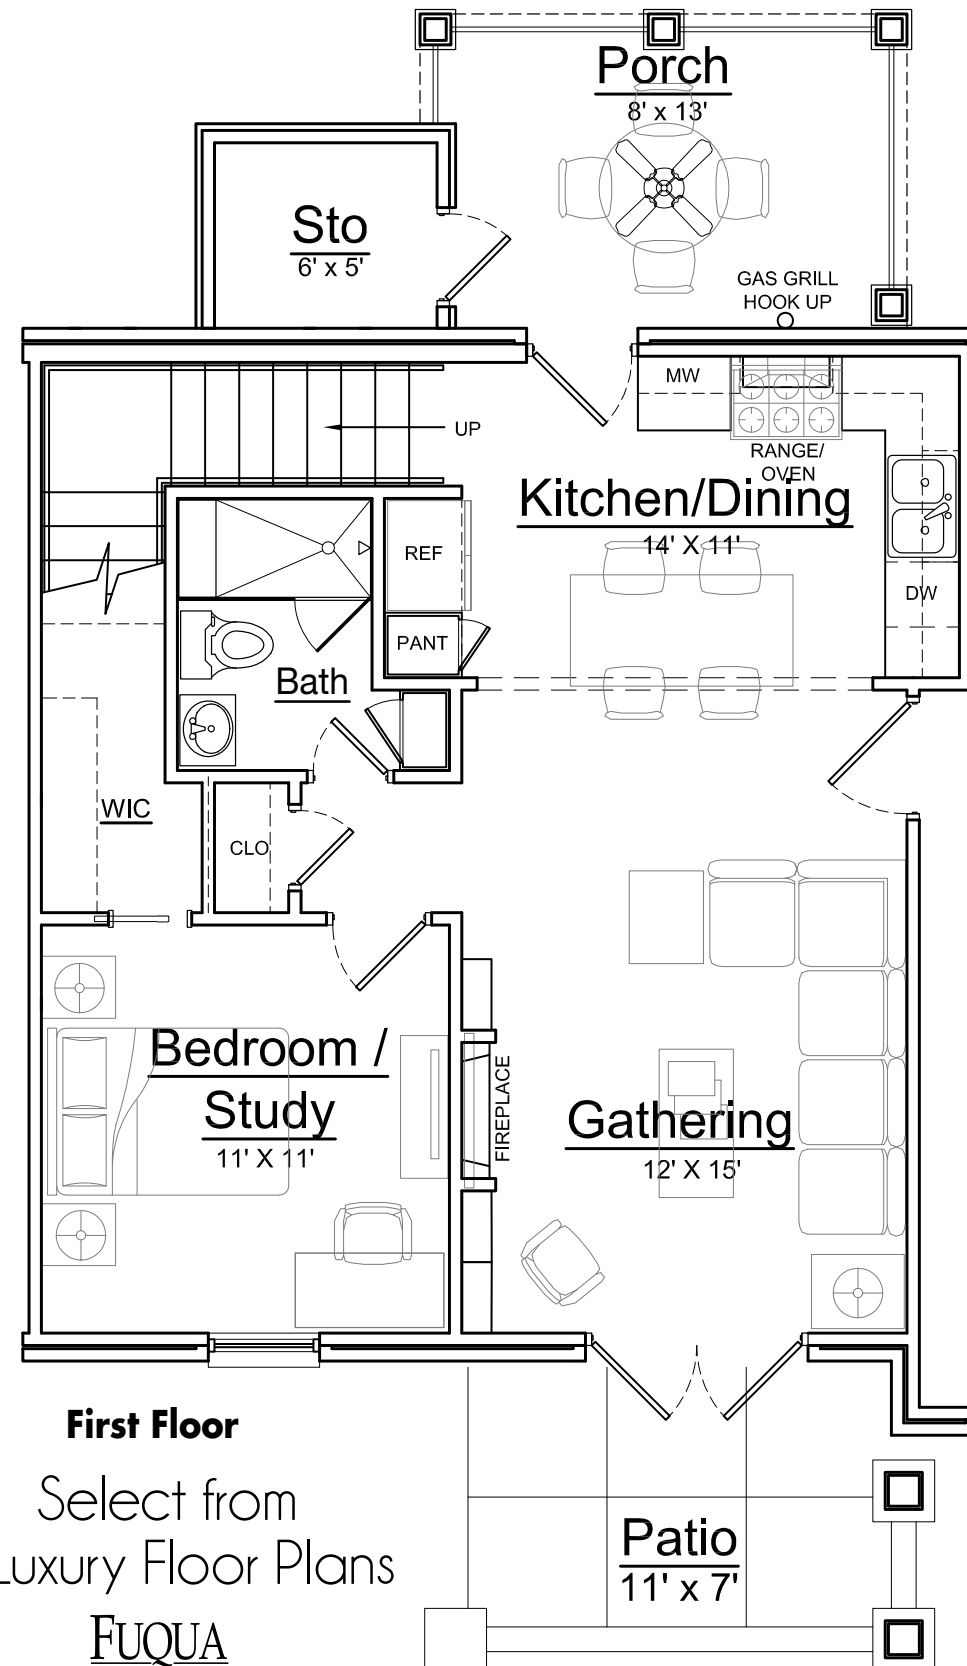 Porch
8' x 13'
Sto
6' x 5'
GAS GRILL
HOOK UP
MW
UP
RANGE/
OVEN
Kitchen/Dining
14' X 11'
REF
DW
PANT
Bath
WIC
CLO
Bedroom /
Study
11' X 11'
FIREPLACE
Gathering
12' X 15'
First Floor
Select from
Luxury Floor Plans
FUQUA
Patio
11' x 7'